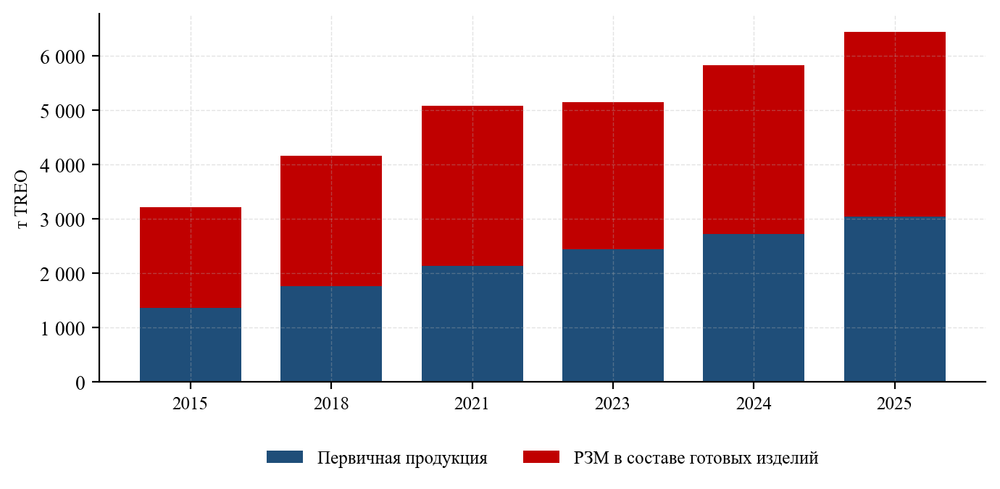 6 000
5 000
4 000
3 000
2 000
1 000
0
т TREO
2015 2018 2021 2023 2024 2025
Первичная продукция РЗМ в составе готовых изделий